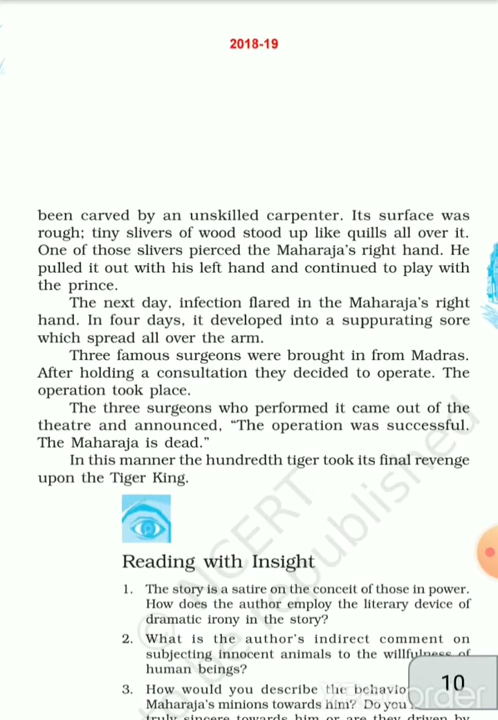 2018-19
been carved by an unskilled carpenter. Its surface was
rough; tiny slivers of wood stood up like quills all over it.
One of those slivers pierced the Maharaja's right hand. He
pulled it out with his left hand and continued to play with
the prince.
The next day, infection flared in the Maharaja's right
hand. In four days, it developed into a suppurating sore
which spread all over the arm.
Three famous surgeons were brought in from Madras.
After holding a consultation they decided to operate. The
operation took place.
The three surgeons who performed it came out of the
theatre and announced, “The operation was successful.
The Maharaja is dead.”
In this manner the hundredth tiger took its final revenge
upon the Tiger King.
© NCERT
to be republished
Reading with Insight
1. The story is a satire on the conceit of those in power.
How does the author employ the literary device of
dramatic irony in the story?
2. What is the author's indirect comment on
subjecting innocent animals to the willfulness of
human beings?
3. How would you describe the behavio
Maharaja's minions towards him? Do you
truly sincere towards him or are they driven by
10